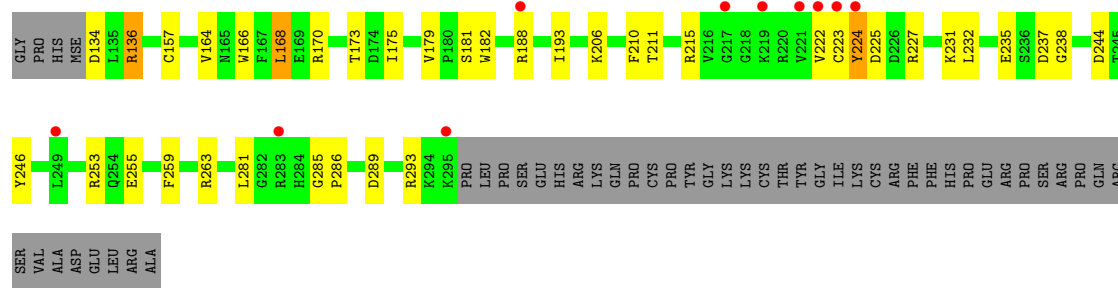 GLY PRO HIS MSE D134 L135 R136 C157 V164 N165 W166 F167 L168 E169 R170 T173 D174 I175 V179 P180 S181 W182 R188 I193 K206 F210 T211 R215 V216 G217 G218 K219 R220 V221 V222 C223 Y224 D225 D226 R227 K231 L232 E235 S236 D237 G238 D244 T245
Y246 L249 R253 Q254 E255 F259 R263 L281 G282 R283 H284 G285 P286 D289 R293 K294 K295 PRO LEU PRO SER GLU HIS ARG LYS GLN PRO CYS PRO TYR GLY LYS LYS CYS THR TYR GLY ILE LYS CYS ARG PHE PHE HIS PRO GLU ARG PRO SER ARG PRO GLN ARG
SER VAL ALA ASP GLU LEU ARG ALA